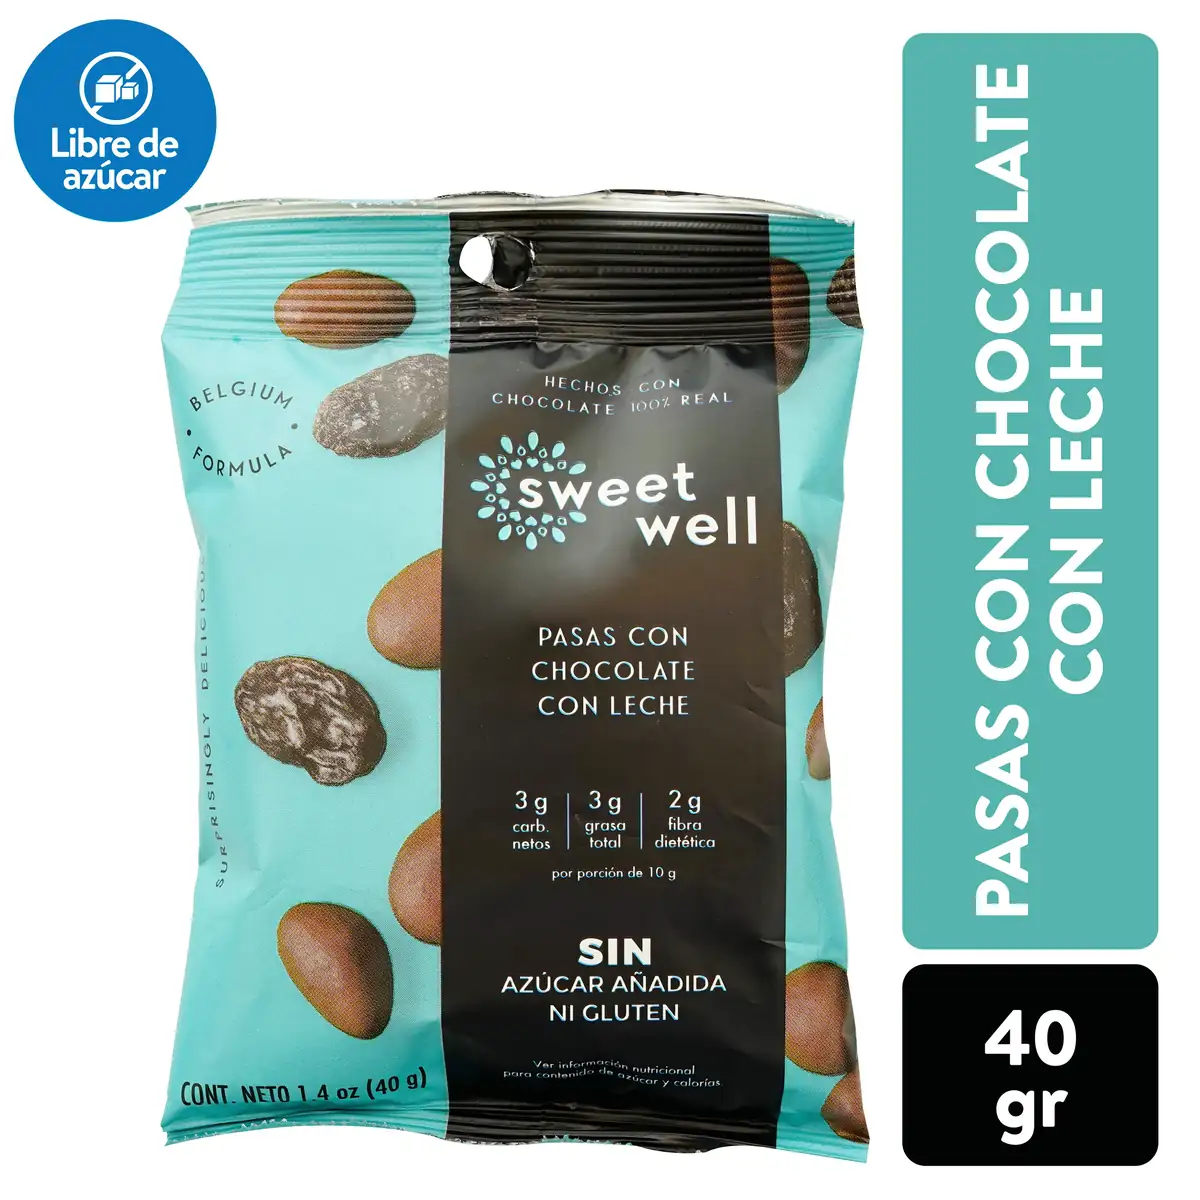 Libre de
azúcar
BELGIUM
FORMULA
SURPRISINGLY DELICIOUS
HECHOS CON
CHOCOLATE 100% REAL
sweet
well
PASAS CON
CHOCOLATE
CON LECHE
3 g
carb.
netos
3 g
grasa
total
2 g
fibra
dietética
por porción de 10 g
SIN
AZÚCAR AÑADIDA
NI GLUTEN
Ver información nutricional
para contenido de azúcar y calorías.
CONT. NETO 1.4 oz (40 g)
PASAS CON CHOCOLATE
CON LECHE
40
gr